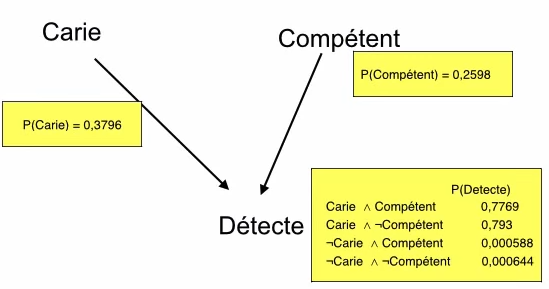 Carie
Compétent
P(Compétent) = 0,2598
P(Carie) = 0,3796
Détecte
P(Detecte)
Carie ∧ Compétent 0,7769
Carie ∧ ¬Compétent 0,793
¬Carie ∧ Compétent 0,000588
¬Carie ∧ ¬Compétent 0,000644